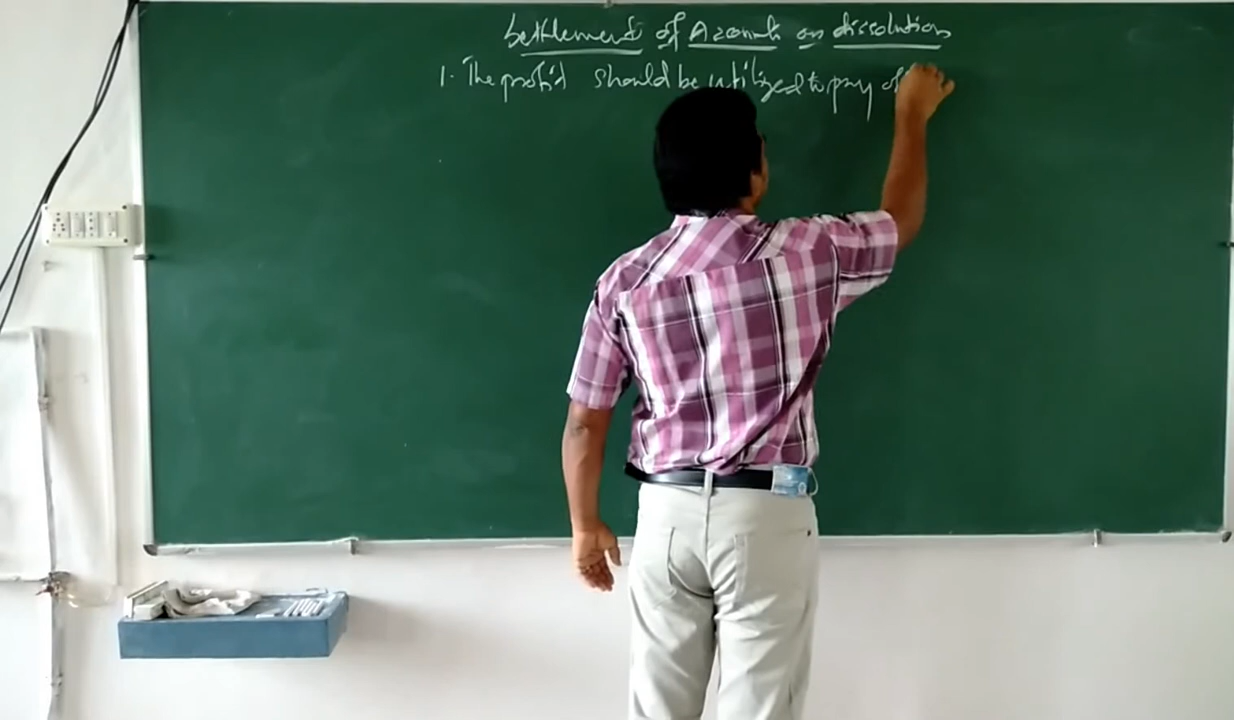 Settlement of Accounts on dissolution
1. The profit should be utilized to pay of